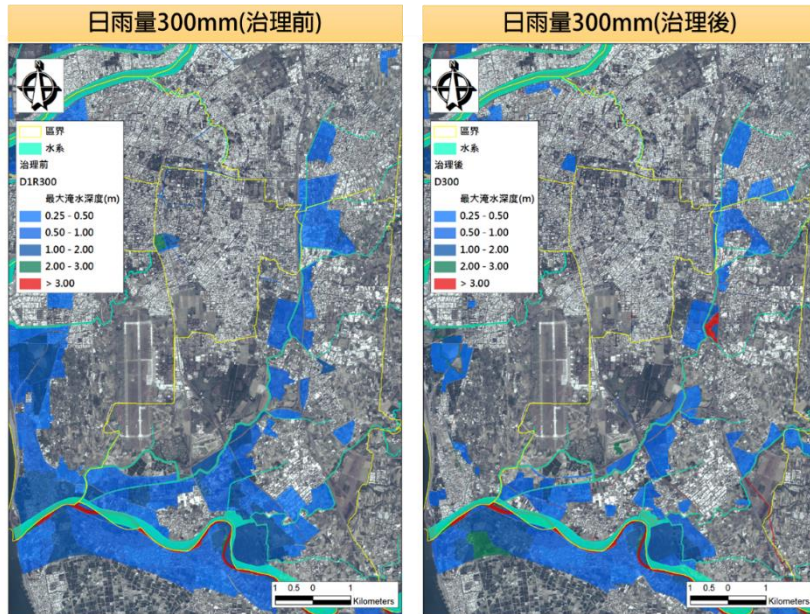 日雨量300mm(治理前)
區界
水系
治理前
D1R300
最大淹水深度(m)
0.25 - 0.50
0.50 - 1.00
1.00 - 2.00
2.00 - 3.00
> 3.00
1 0.5 0 1
Kilometers
日雨量300mm(治理後)
區界
水系
治理後
D300
最大淹水深度(m)
0.25 - 0.50
0.50 - 1.00
1.00 - 2.00
2.00 - 3.00
> 3.00
1 0.5 0 1
Kilometers